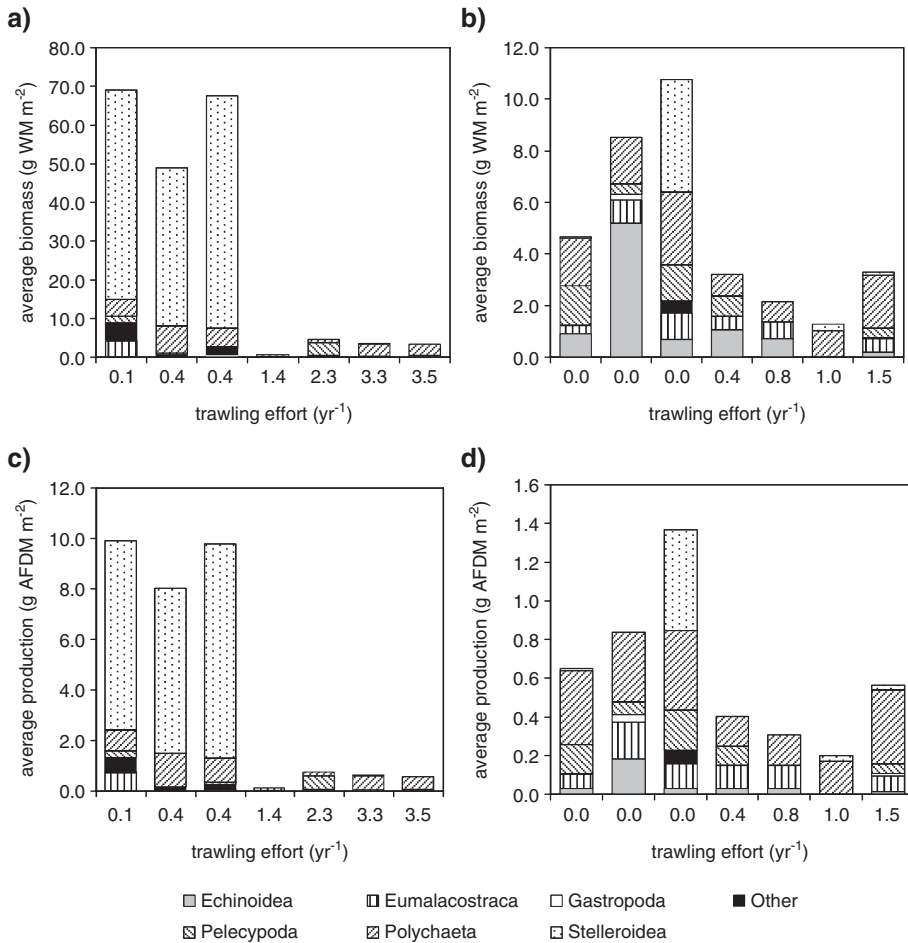 a)
80.0
70.0
60.0
50.0
40.0
30.0
20.0
10.0
0.0
average biomass (g WM m⁻²)
0.1 0.4 0.4 1.4 2.3 3.3 3.5
trawling effort (yr⁻¹)
b)
12.0
10.0
8.0
6.0
4.0
2.0
0.0
average biomass (g WM m⁻²)
0.0 0.0 0.0 0.4 0.8 1.0 1.5
trawling effort (yr⁻¹)
c)
12.0
10.0
8.0
6.0
4.0
2.0
0.0
average production (g AFDM m⁻²)
0.1 0.4 0.4 1.4 2.3 3.3 3.5
trawling effort (yr⁻¹)
d)
1.6
1.4
1.2
1.0
0.8
0.6
0.4
0.2
0.0
average production (g AFDM m⁻²)
0.0 0.0 0.0 0.4 0.8 1.0 1.5
trawling effort (yr⁻¹)
Echinoidea Eumalacostraca Gastropoda Other
Pelecypoda Polychaeta Stelleroidea